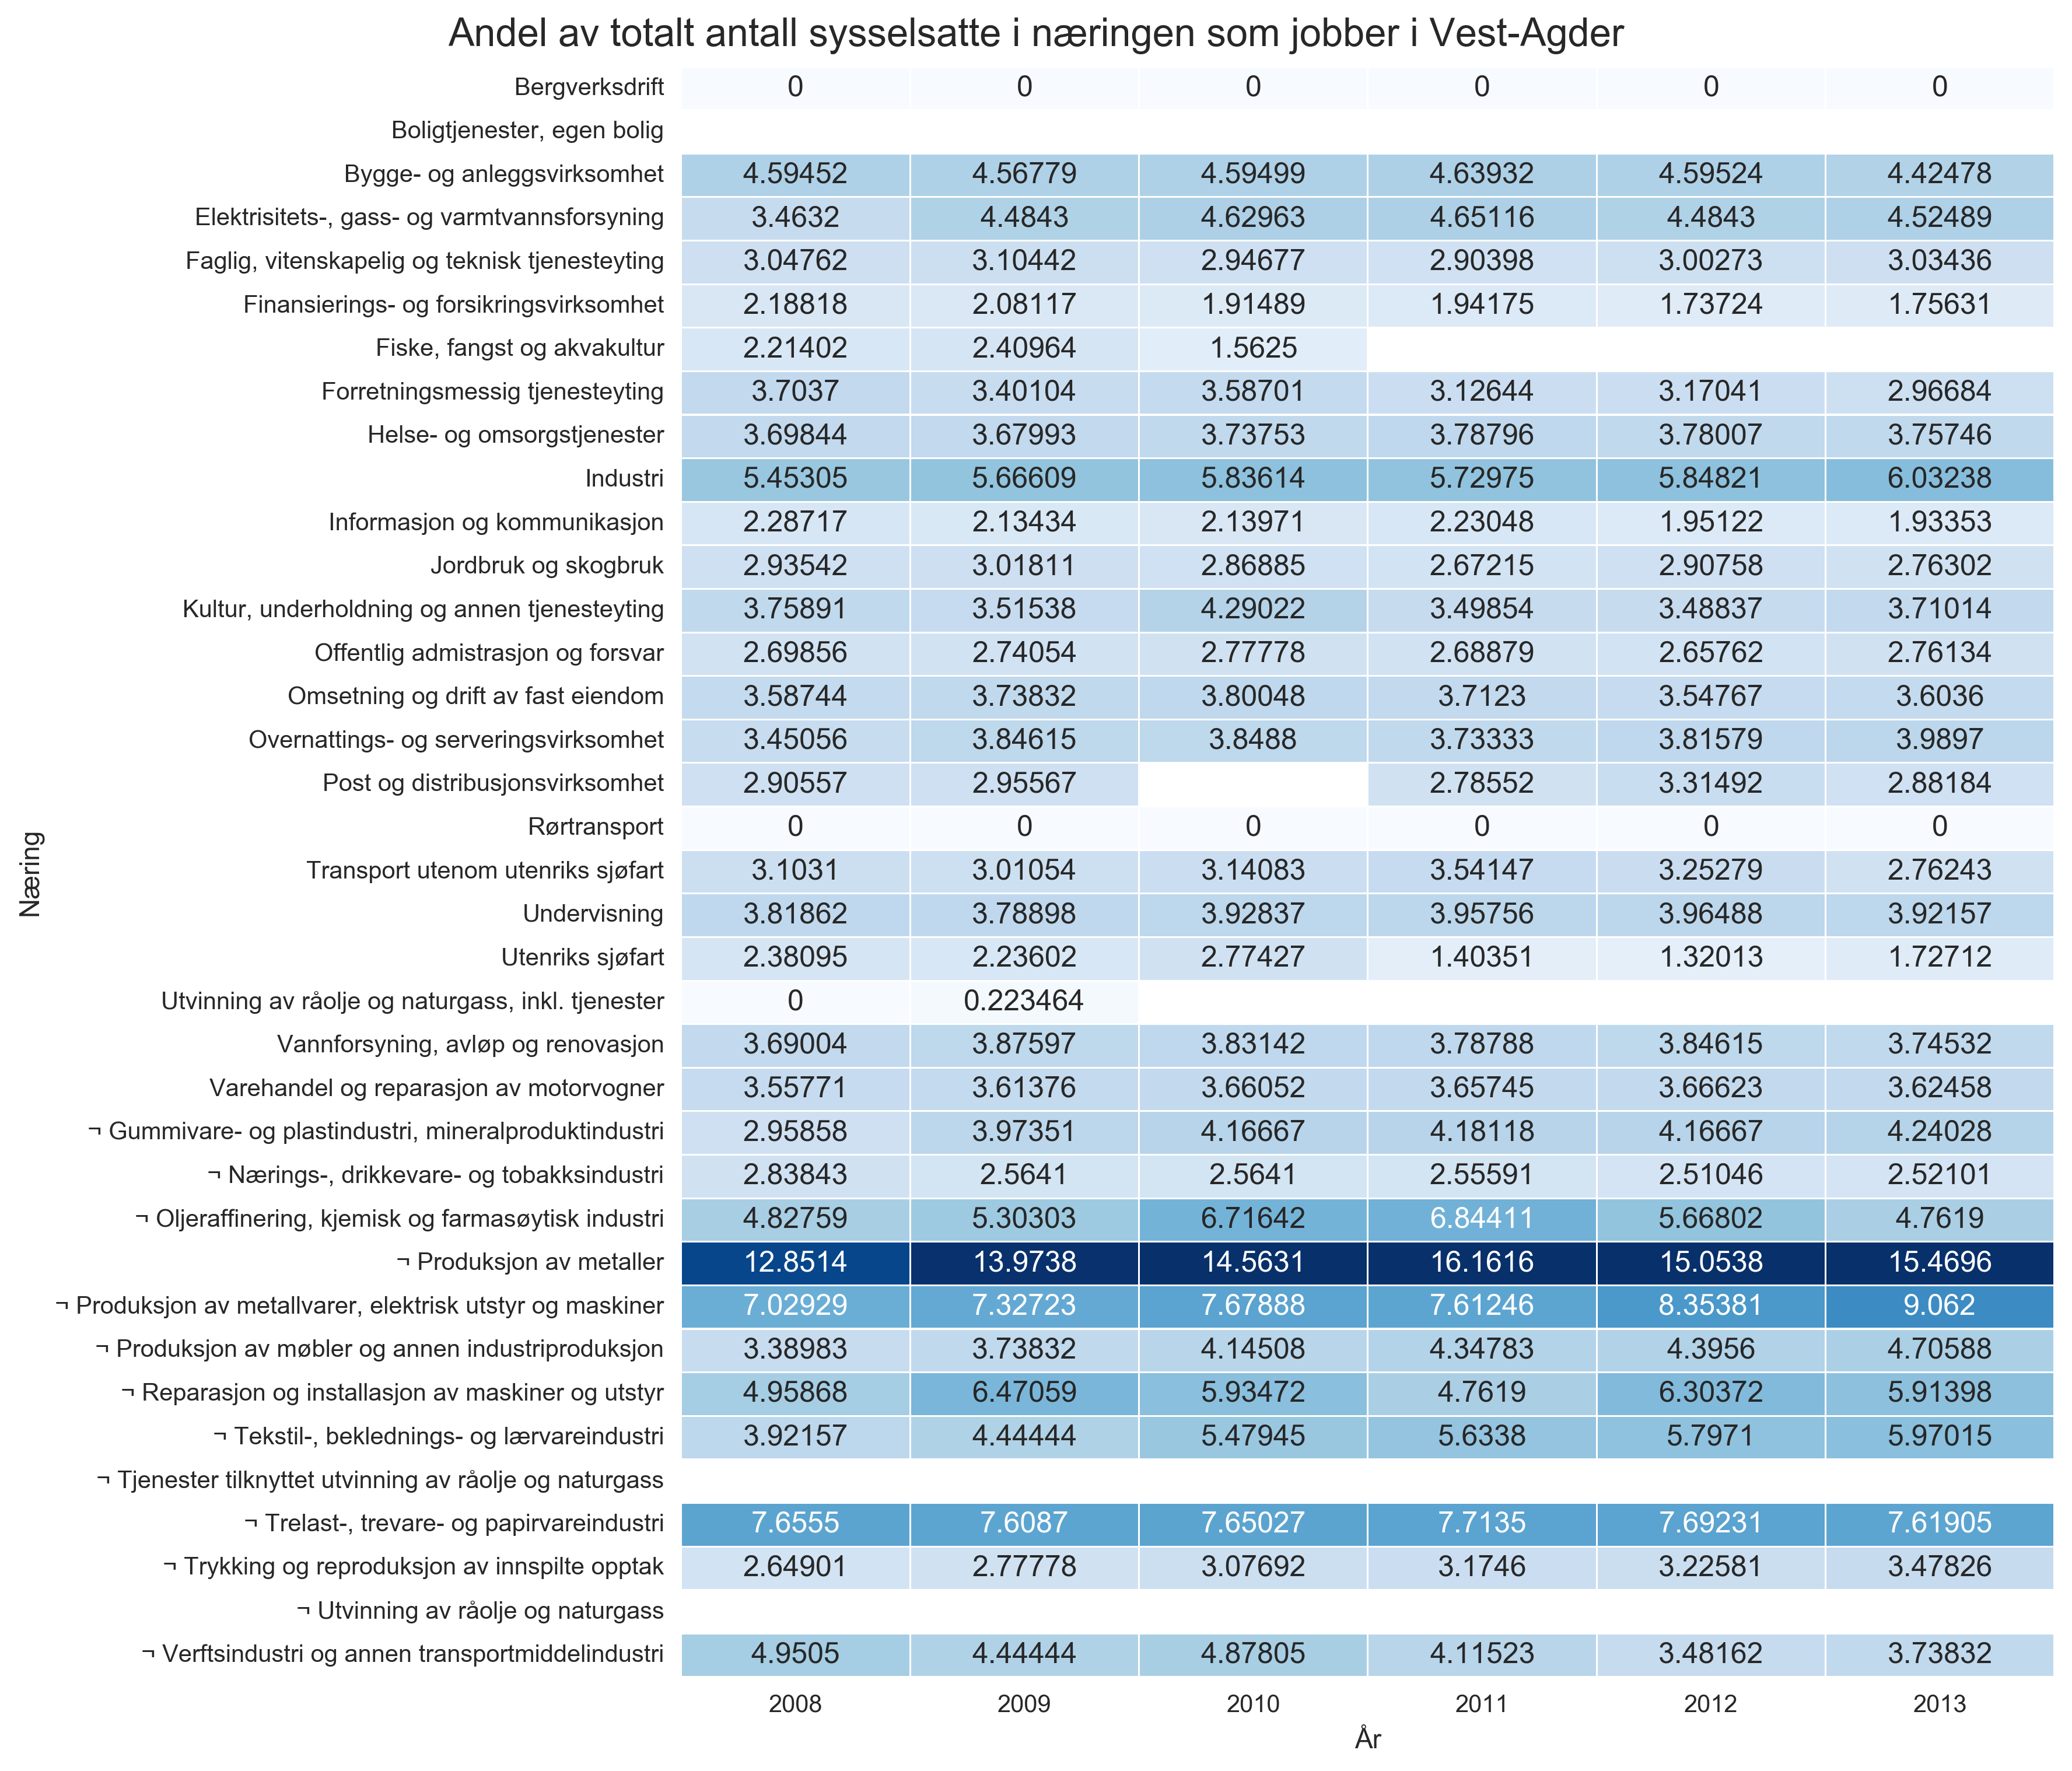 Andel av totalt antall sysselsatte i næringen som jobber i Vest-Agder
Bergverksdrift 0 0 0 0 0 0
Boligtjenester, egen bolig
Bygge- og anleggsvirksomhet 4.59452 4.56779 4.59499 4.63932 4.59524 4.42478
Elektrisitets-, gass- og varmtvannsforsyning 3.4632 4.4843 4.62963 4.65116 4.4843 4.52489
Faglig, vitenskapelig og teknisk tjenesteyting 3.04762 3.10442 2.94677 2.90398 3.00273 3.03436
Finansierings- og forsikringsvirksomhet 2.18818 2.08117 1.91489 1.94175 1.73724 1.75631
Fiske, fangst og akvakultur 2.21402 2.40964 1.5625
Forretningsmessig tjenesteyting 3.7037 3.40104 3.58701 3.12644 3.17041 2.96684
Helse- og omsorgstjenester 3.69844 3.67993 3.73753 3.78796 3.78007 3.75746
Industri 5.45305 5.66609 5.83614 5.72975 5.84821 6.03238
Informasjon og kommunikasjon 2.28717 2.13434 2.13971 2.23048 1.95122 1.93353
Jordbruk og skogbruk 2.93542 3.01811 2.86885 2.67215 2.90758 2.76302
Kultur, underholdning og annen tjenesteyting 3.75891 3.51538 4.29022 3.49854 3.48837 3.71014
Offentlig admistrasjon og forsvar 2.69856 2.74054 2.77778 2.68879 2.65762 2.76134
Omsetning og drift av fast eiendom 3.58744 3.73832 3.80048 3.7123 3.54767 3.6036
Overnattings- og serveringsvirksomhet 3.45056 3.84615 3.8488 3.73333 3.81579 3.9897
Post og distribusjonsvirksomhet 2.90557 2.95567 2.78552 3.31492 2.88184
Rørtransport 0 0 0 0 0 0
Transport utenom utenriks sjøfart 3.1031 3.01054 3.14083 3.54147 3.25279 2.76243
Undervisning 3.81862 3.78898 3.92837 3.95756 3.96488 3.92157
Utenriks sjøfart 2.38095 2.23602 2.77427 1.40351 1.32013 1.72712
Utvinning av råolje og naturgass, inkl. tjenester 0 0.223464
Vannforsyning, avløp og renovasjon 3.69004 3.87597 3.83142 3.78788 3.84615 3.74532
Varehandel og reparasjon av motorvogner 3.55771 3.61376 3.66052 3.65745 3.66623 3.62458
¬ Gummivare- og plastindustri, mineralproduktindustri 2.95858 3.97351 4.16667 4.18118 4.16667 4.24028
¬ Nærings-, drikkevare- og tobakksindustri 2.83843 2.5641 2.5641 2.55591 2.51046 2.52101
¬ Oljeraffinering, kjemisk og farmasøytisk industri 4.82759 5.30303 6.71642 6.84411 5.66802 4.7619
¬ Produksjon av metaller 12.8514 13.9738 14.5631 16.1616 15.0538 15.4696
¬ Produksjon av metallvarer, elektrisk utstyr og maskiner 7.02929 7.32723 7.67888 7.61246 8.35381 9.062
¬ Produksjon av møbler og annen industriproduksjon 3.38983 3.73832 4.14508 4.34783 4.3956 4.70588
¬ Reparasjon og installasjon av maskiner og utstyr 4.95868 6.47059 5.93472 4.7619 6.30372 5.91398
¬ Tekstil-, beklednings- og lærvareindustri 3.92157 4.44444 5.47945 5.6338 5.7971 5.97015
¬ Tjenester tilknyttet utvinning av råolje og naturgass
¬ Trelast-, trevare- og papirvareindustri 7.6555 7.6087 7.65027 7.7135 7.69231 7.61905
¬ Trykking og reproduksjon av innspilte opptak 2.64901 2.77778 3.07692 3.1746 3.22581 3.47826
¬ Utvinning av råolje og naturgass
¬ Verftsindustri og annen transportmiddelindustri 4.9505 4.44444 4.87805 4.11523 3.48162 3.73832
2008 2009 2010 2011 2012 2013
År
Næring